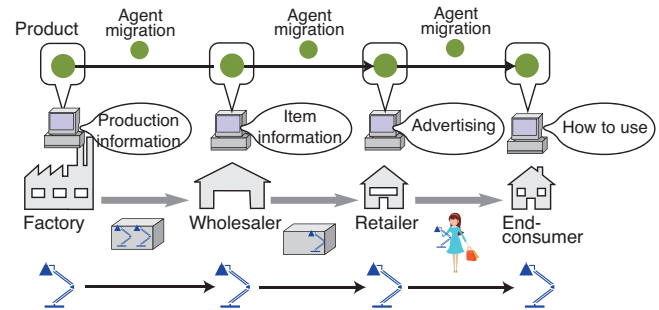 Product
Agent
migration
Agent
migration
Agent
migration
Production
information
Item
information
Advertising
How to use
Factory
Wholesaler
Retailer
End-
consumer